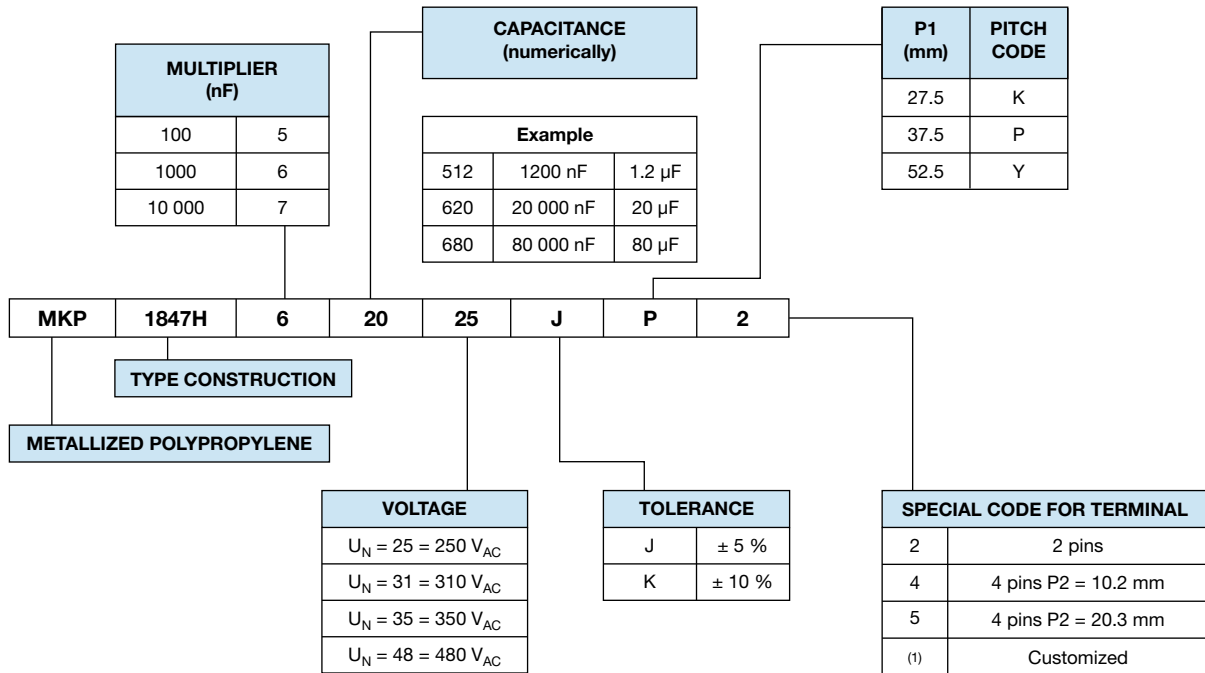 MULTIPLIER
(nF)
100 5
1000 6
10 000 7
CAPACITANCE
(numerically)
Example
512 1200 nF 1.2 µF
620 20 000 nF 20 µF
680 80 000 nF 80 µF
P1
(mm) PITCH
CODE
27.5 K
37.5 P
52.5 Y
MKP 1847H 6 20 25 J P 2
TYPE CONSTRUCTION
METALLIZED POLYPROPYLENE
VOLTAGE
U_N = 25 = 250 V_AC
U_N = 31 = 310 V_AC
U_N = 35 = 350 V_AC
U_N = 48 = 480 V_AC
TOLERANCE
J ± 5 %
K ± 10 %
SPECIAL CODE FOR TERMINAL
2 2 pins
4 4 pins P2 = 10.2 mm
5 4 pins P2 = 20.3 mm
(1) Customized